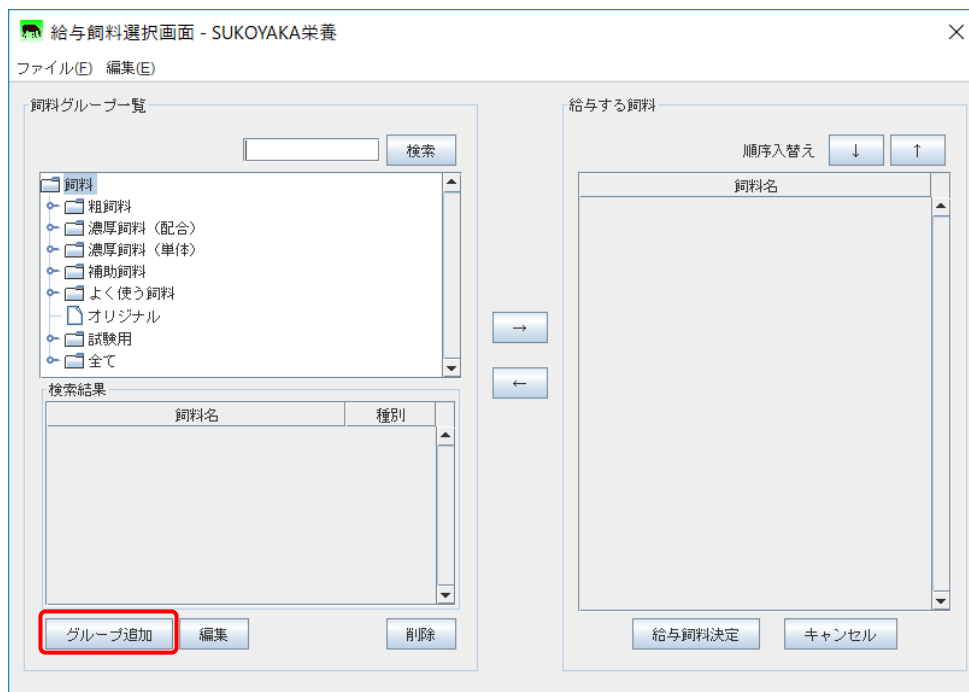 給与飼料選択画面 - SUKOYAKA栄養
ファイル(F) 編集(E)
飼料グループ一覧
検索
飼料
粗飼料
濃厚飼料（配合）
濃厚飼料（単体）
補助飼料
よく使う飼料
オリジナル
試験用
全て
検索結果
飼料名 種別
グループ追加 編集 削除
→
←
給与する飼料
順序入替え ↓ ↑
飼料名
給与飼料決定 キャンセル